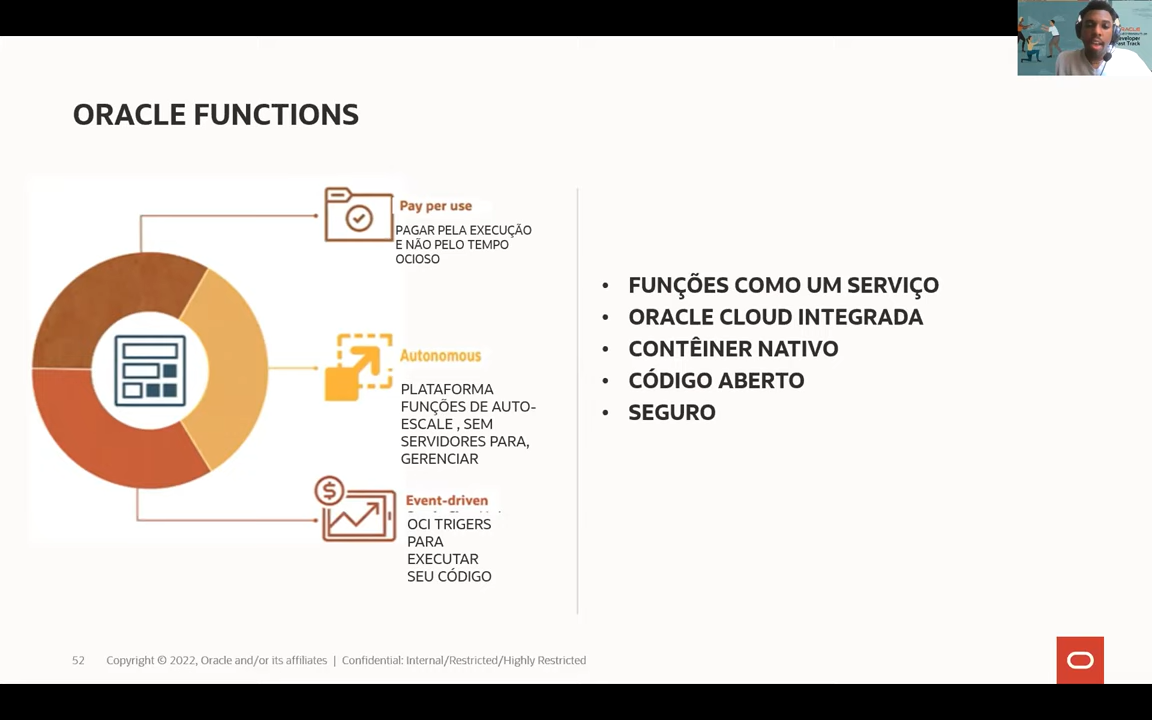 ORACLE FUNCTIONS
Pay per use
PAGAR PELA EXECUÇÃO
E NÃO PELO TEMPO
OCIOSO
Autonomous
PLATAFORMA
FUNÇÕES DE AUTO-
ESCALE , SEM
SERVIDORES PARA,
GERENCIAR
Event-driven
OCI TRIGERS
PARA
EXECUTAR
SEU CÓDIGO
• FUNÇÕES COMO UM SERVIÇO
• ORACLE CLOUD INTEGRADA
• CONTÊINER NATIVO
• CÓDIGO ABERTO
• SEGURO
52 Copyright © 2022, Oracle and/or its affiliates | Confidential: Internal/Restricted/Highly Restricted